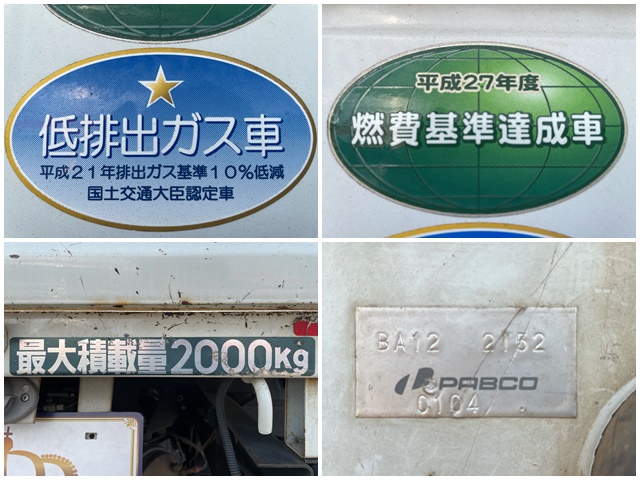 低排出ガス車
平成21年排出ガス基準10%低減
国土交通大臣認定車
平成27年度
燃費基準達成車
最大積載量2000Kg
BA12 2152
PABCO
0104